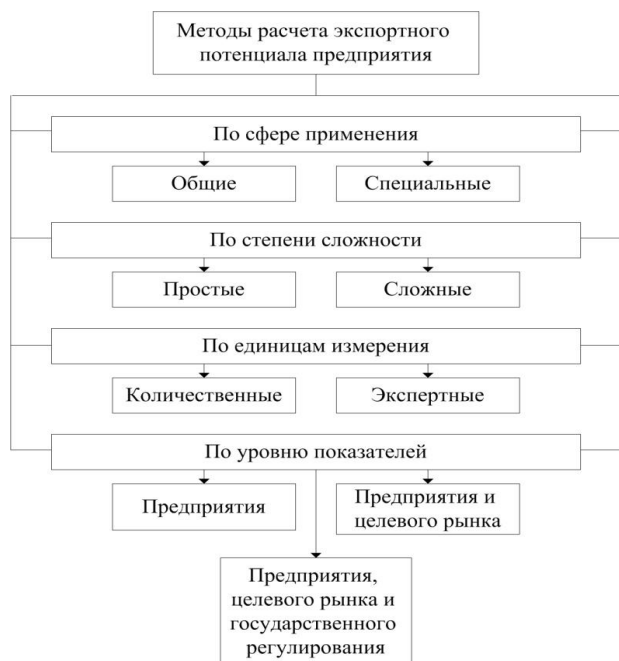 Методы расчета экспортного
потенциала предприятия
По сфере применения
Общие
Специальные
По степени сложности
Простые
Сложные
По единицам измерения
Количественные
Экспертные
По уровню показателей
Предприятия
Предприятия и
целевого рынка
Предприятия,
целевого рынка и
государственного
регулирования